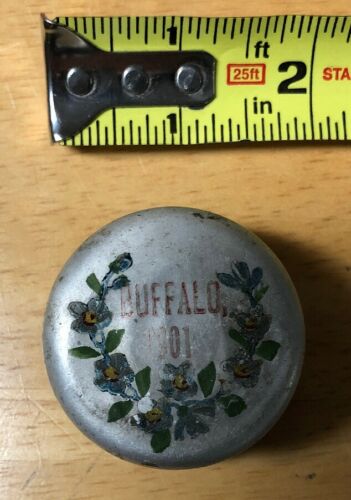 1
ft
25ft
2
STA
in
1
BUFFALO,
1901